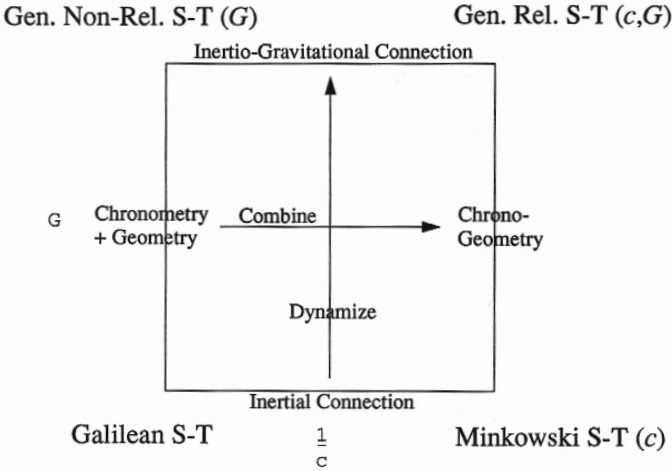 Gen. Non-Rel. S-T (G)
Gen. Rel. S-T (c,G)
Inertio-Gravitational Connection
G
Chronometry
+ Geometry
Combine
Chrono-
Geometry
Dynamize
Inertial Connection
Galilean S-T
1
c
Minkowski S-T (c)